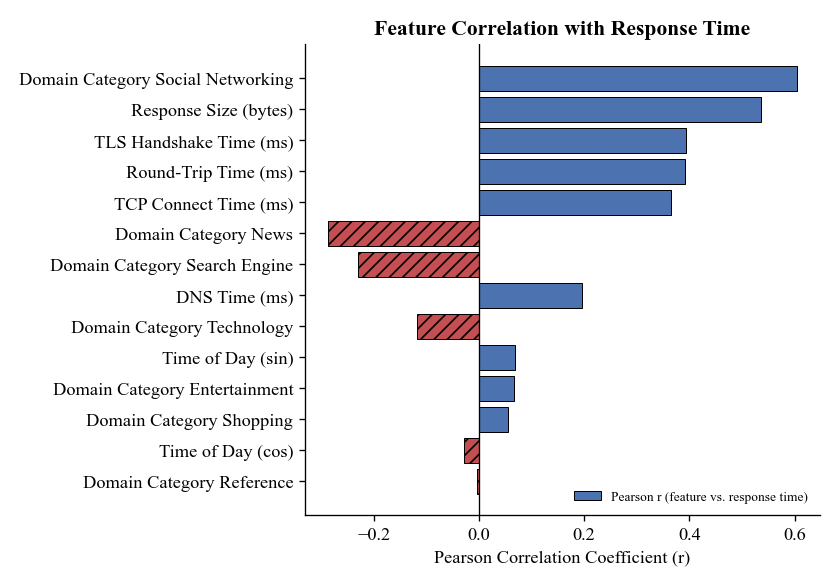 Feature Correlation with Response Time
Domain Category Social Networking
Response Size (bytes)
TLS Handshake Time (ms)
Round-Trip Time (ms)
TCP Connect Time (ms)
Domain Category News
Domain Category Search Engine
DNS Time (ms)
Domain Category Technology
Time of Day (sin)
Domain Category Entertainment
Domain Category Shopping
Time of Day (cos)
Domain Category Reference
Pearson r (feature vs. response time)
−0.2 0.0 0.2 0.4 0.6
Pearson Correlation Coefficient (r)